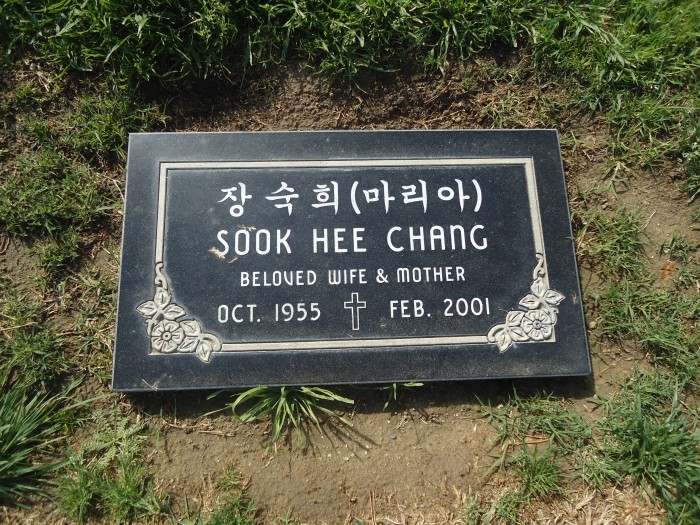 장숙희(마리아)
SOOK HEE CHANG
BELOVED WIFE & MOTHER
OCT. 1955 FEB. 2001